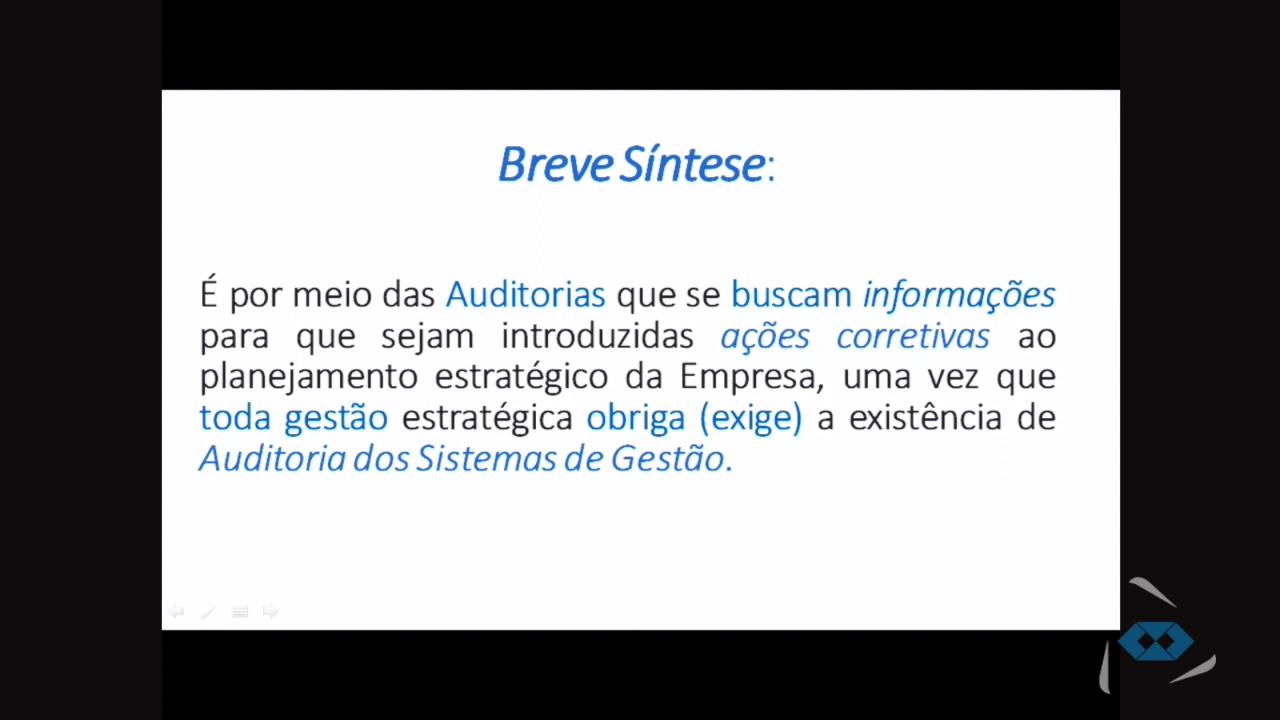 Breve Síntese:
É por meio das Auditorias que se buscam informações
para que sejam introduzidas ações corretivas ao
planejamento estratégico da Empresa, uma vez que
toda gestão estratégica obriga (exige) a existência de
Auditoria dos Sistemas de Gestão.